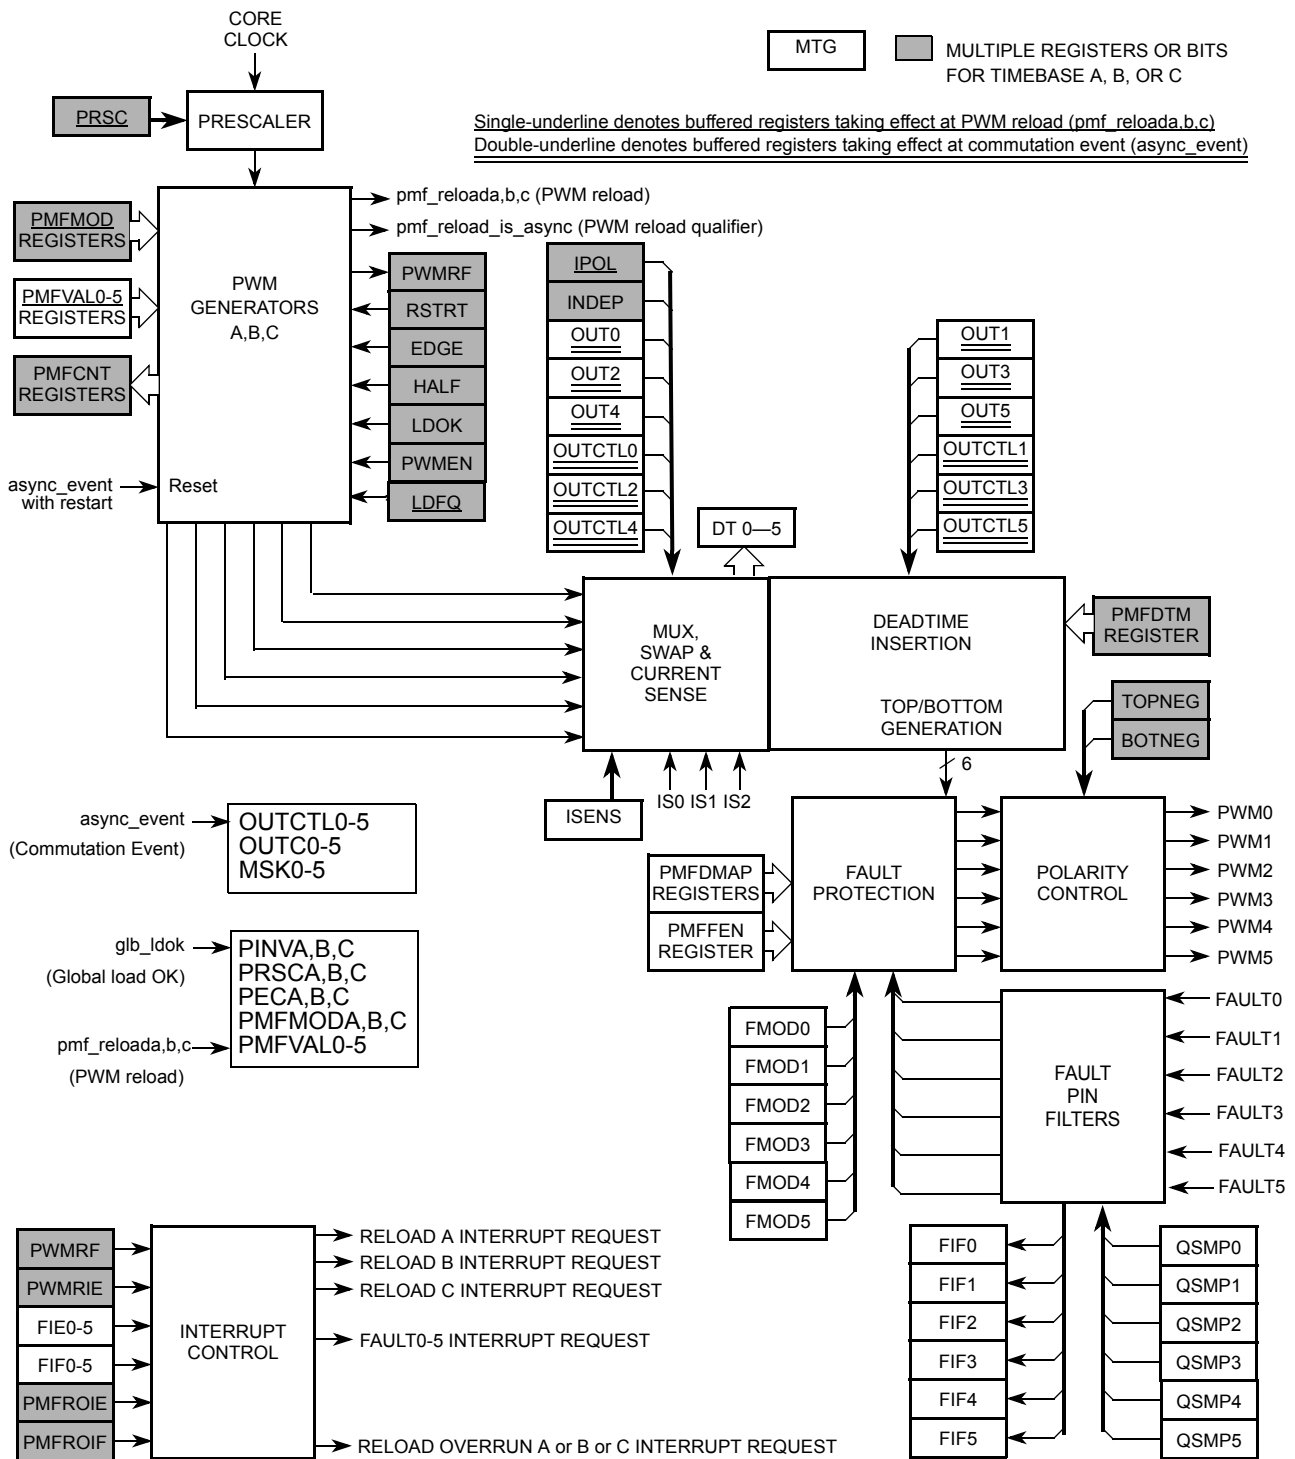 CORE
CLOCK
MTG
MULTIPLE REGISTERS OR BITS
FOR TIMEBASE A, B, OR C
PRSC
PRESCALER
Single-underline denotes buffered registers taking effect at PWM reload (pmf_reloada,b,c)
Double-underline denotes buffered registers taking effect at commutation event (async_event)
pmf_reloada,b,c (PWM reload)
pmf_reload_is_async (PWM reload qualifier)
PMFMOD
REGISTERS
PMFVAL0-5
REGISTERS
PMFCNT
REGISTERS
PWM
GENERATORS
A,B,C
async_event
with restart
Reset
PWMRF
RSTRT
EDGE
HALF
LDOK
PWMEN
LDFQ
IPOL
INDEP
OUT0
OUT2
OUT4
OUTCTL0
OUTCTL2
OUTCTL4
DT 0—5
OUT1
OUT3
OUT5
OUTCTL1
OUTCTL3
OUTCTL5
MUX,
SWAP &
CURRENT
SENSE
DEADTIME
INSERTION
TOP/BOTTOM
GENERATION
PMFDTM
REGISTER
TOPNEG
BOTNEG
6
ISENS
IS0 IS1 IS2
async_event
(Commutation Event)
OUTCTL0-5
OUTC0-5
MSK0-5
glb_ldok
(Global load OK)
pmf_reloada,b,c
(PWM reload)
PINVA,B,C
PRSCA,B,C
PECA,B,C
PMFMODA,B,C
PMFVAL0-5
PMFDMAP
REGISTERS
PMFFEN
REGISTER
FAULT
PROTECTION
POLARITY
CONTROL
PWM0
PWM1
PWM2
PWM3
PWM4
PWM5
FMOD0
FMOD1
FMOD2
FMOD3
FMOD4
FMOD5
FAULT
PIN
FILTERS
FAULT0
FAULT1
FAULT2
FAULT3
FAULT4
FAULT5
FIF0
FIF1
FIF2
FIF3
FIF4
FIF5
QSMP0
QSMP1
QSMP2
QSMP3
QSMP4
QSMP5
PWMRF
PWMRIE
FIE0-5
FIF0-5
PMFROIE
PMFROIF
INTERRUPT
CONTROL
RELOAD A INTERRUPT REQUEST
RELOAD B INTERRUPT REQUEST
RELOAD C INTERRUPT REQUEST
FAULT0-5 INTERRUPT REQUEST
RELOAD OVERRUN A or B or C INTERRUPT REQUEST